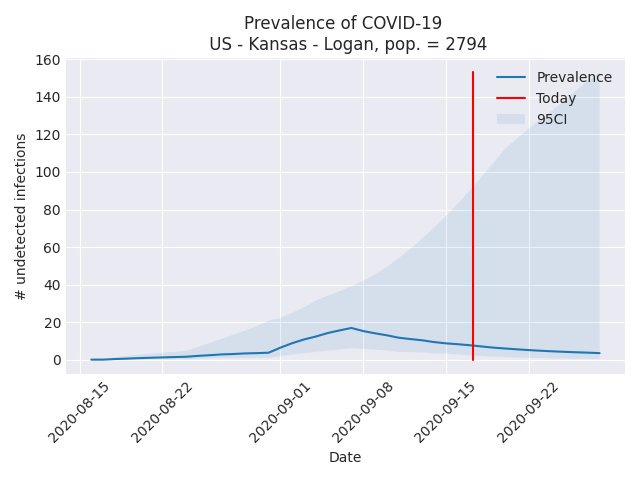 Prevalence of COVID-19
US - Kansas - Logan, pop. = 2794
160
140
120
100
80
60
40
20
0
# undetected infections
Prevalence
Today
95CI
2020-08-15
2020-08-22
2020-09-01
2020-09-08
2020-09-15
2020-09-22
Date